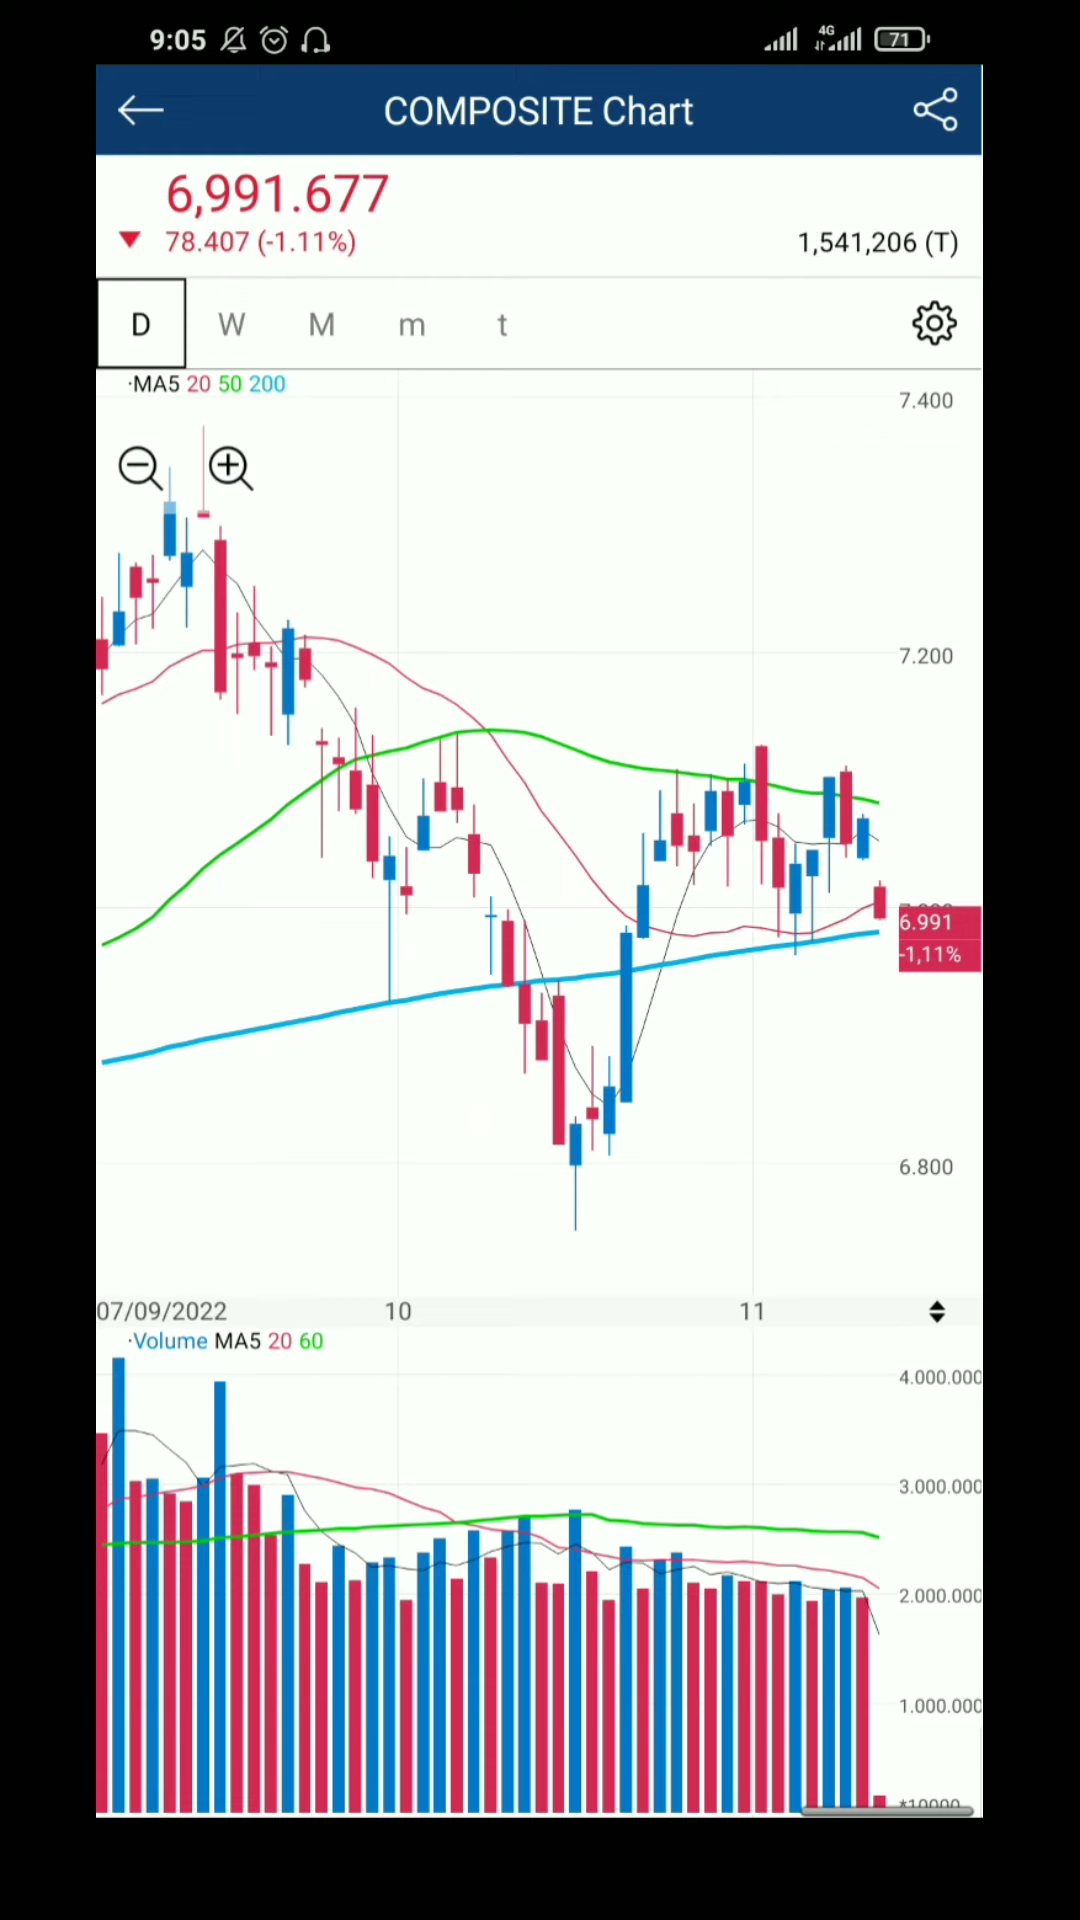 9:05 4G 71
COMPOSITE Chart
6,991.677
78.407 (-1.11%) 1,541,206 (T)
D W M m t
·MA5 20 50 200
7.400
7.200
6.991
-1,11%
6.800
07/09/2022 10 11
·Volume MA5 20 60
4.000.000
3.000.000
2.000.000
1.000.000
*10000